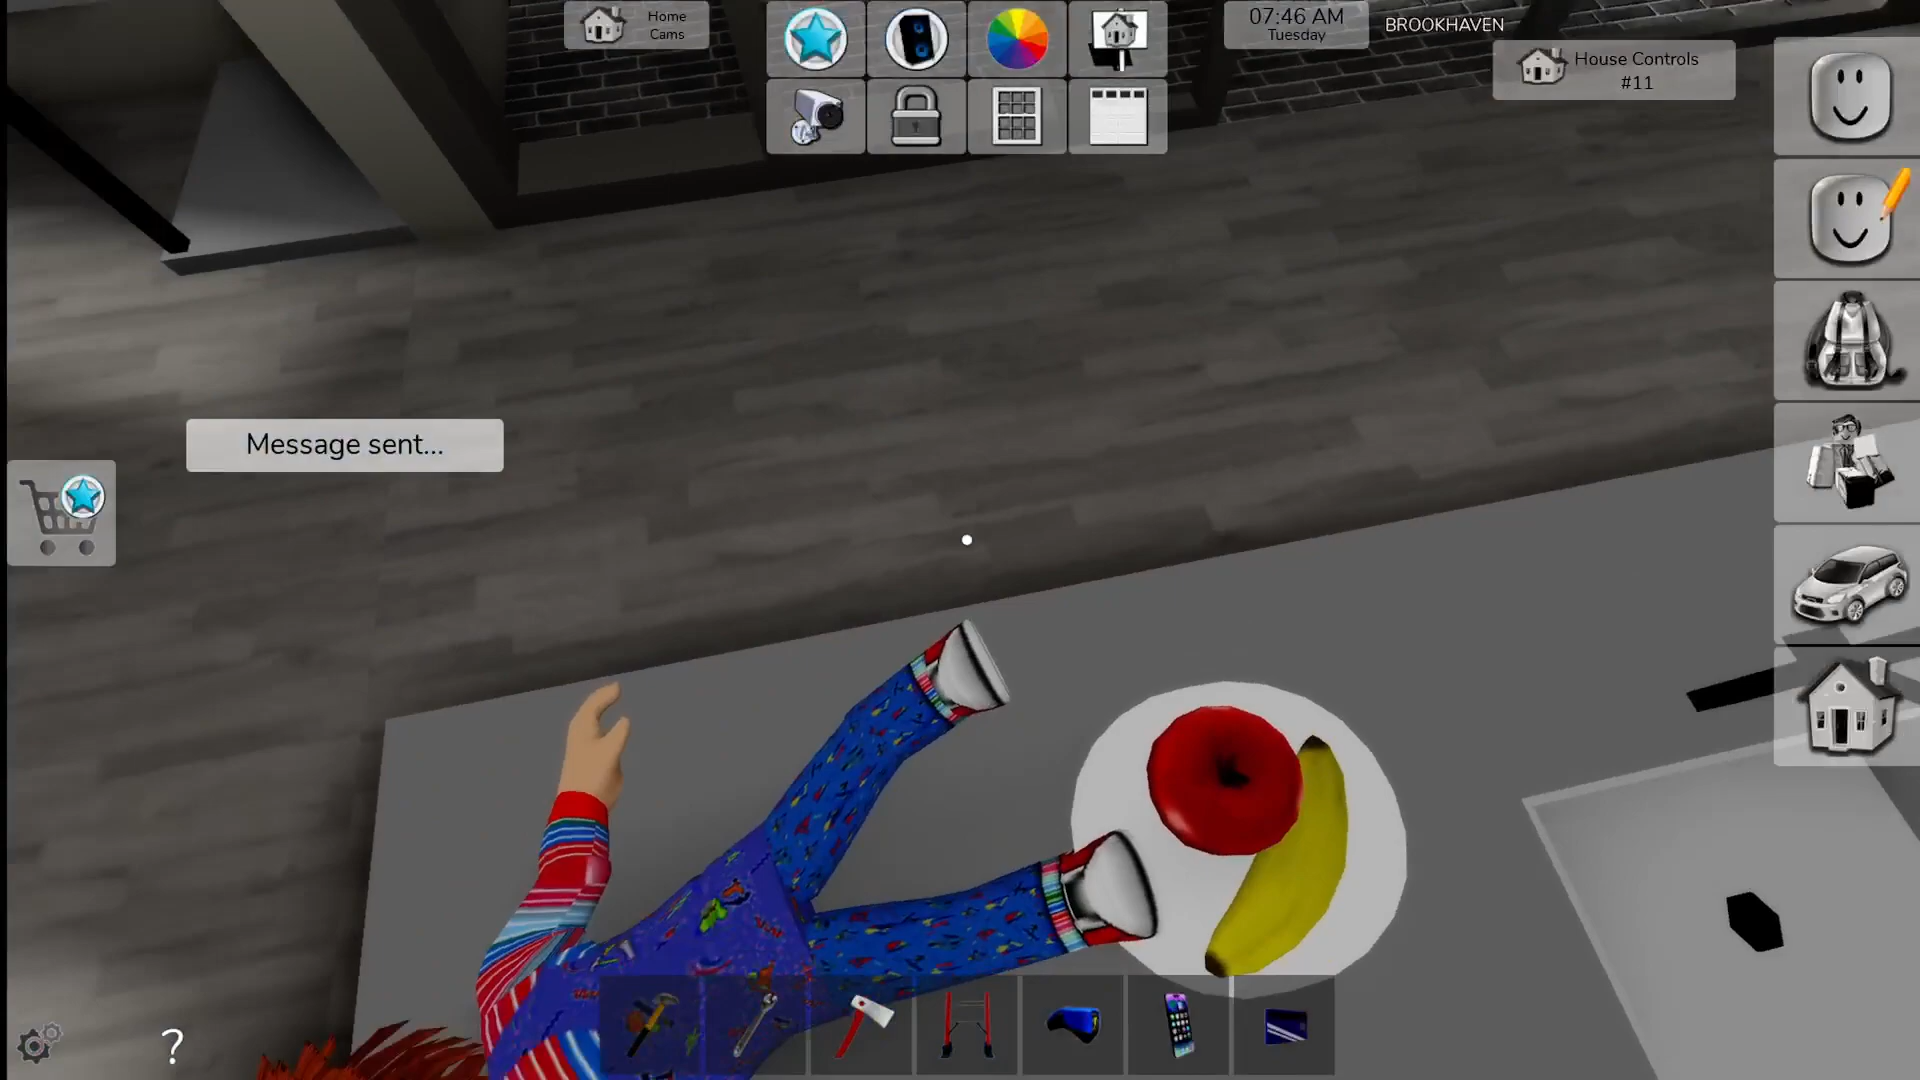 Home
Cams
07:46 AM
Tuesday
BROOKHAVEN
House Controls
#11
Message sent...
?